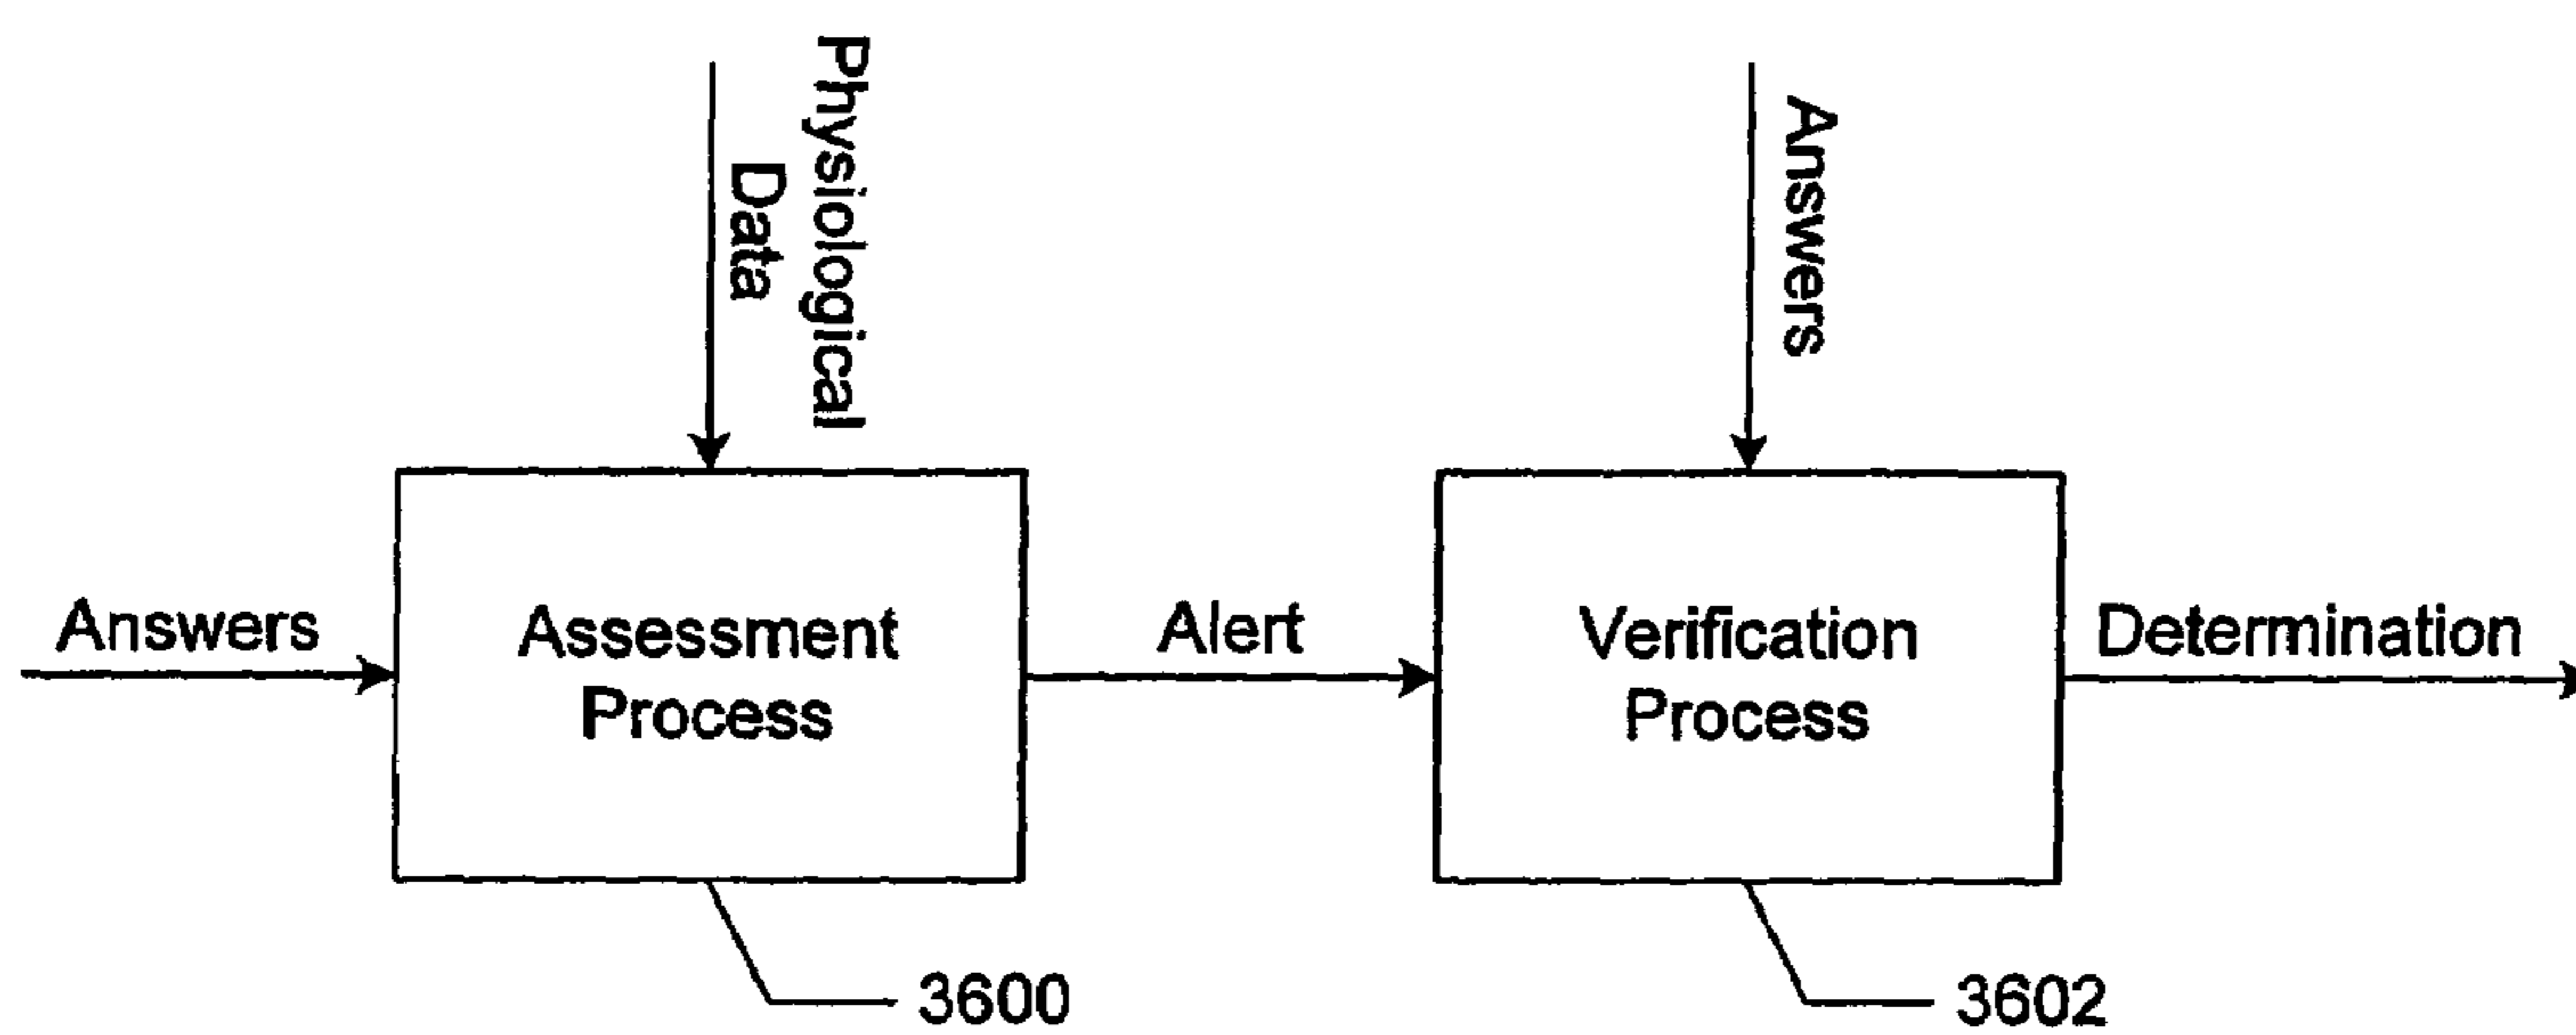 Physiological
Data
Answers
Answers
Assessment
Process
Alert
Verification
Process
Determination
3600
3602